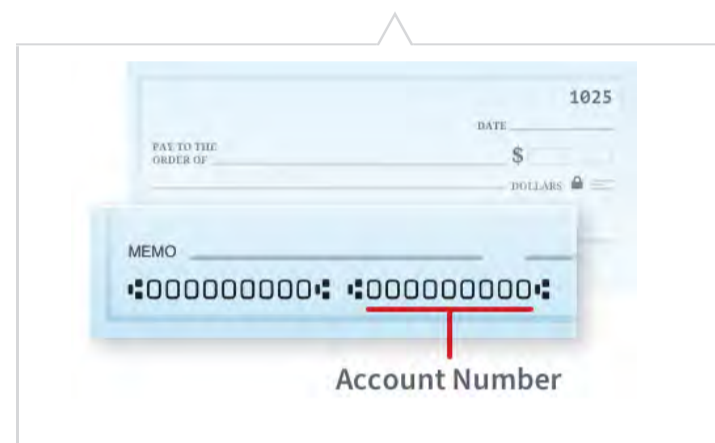 1025
DATE
PAY TO THE
ORDER OF
$
DOLLARS
MEMO
⑆000000000⑆ ⑆000000000⑆
Account Number